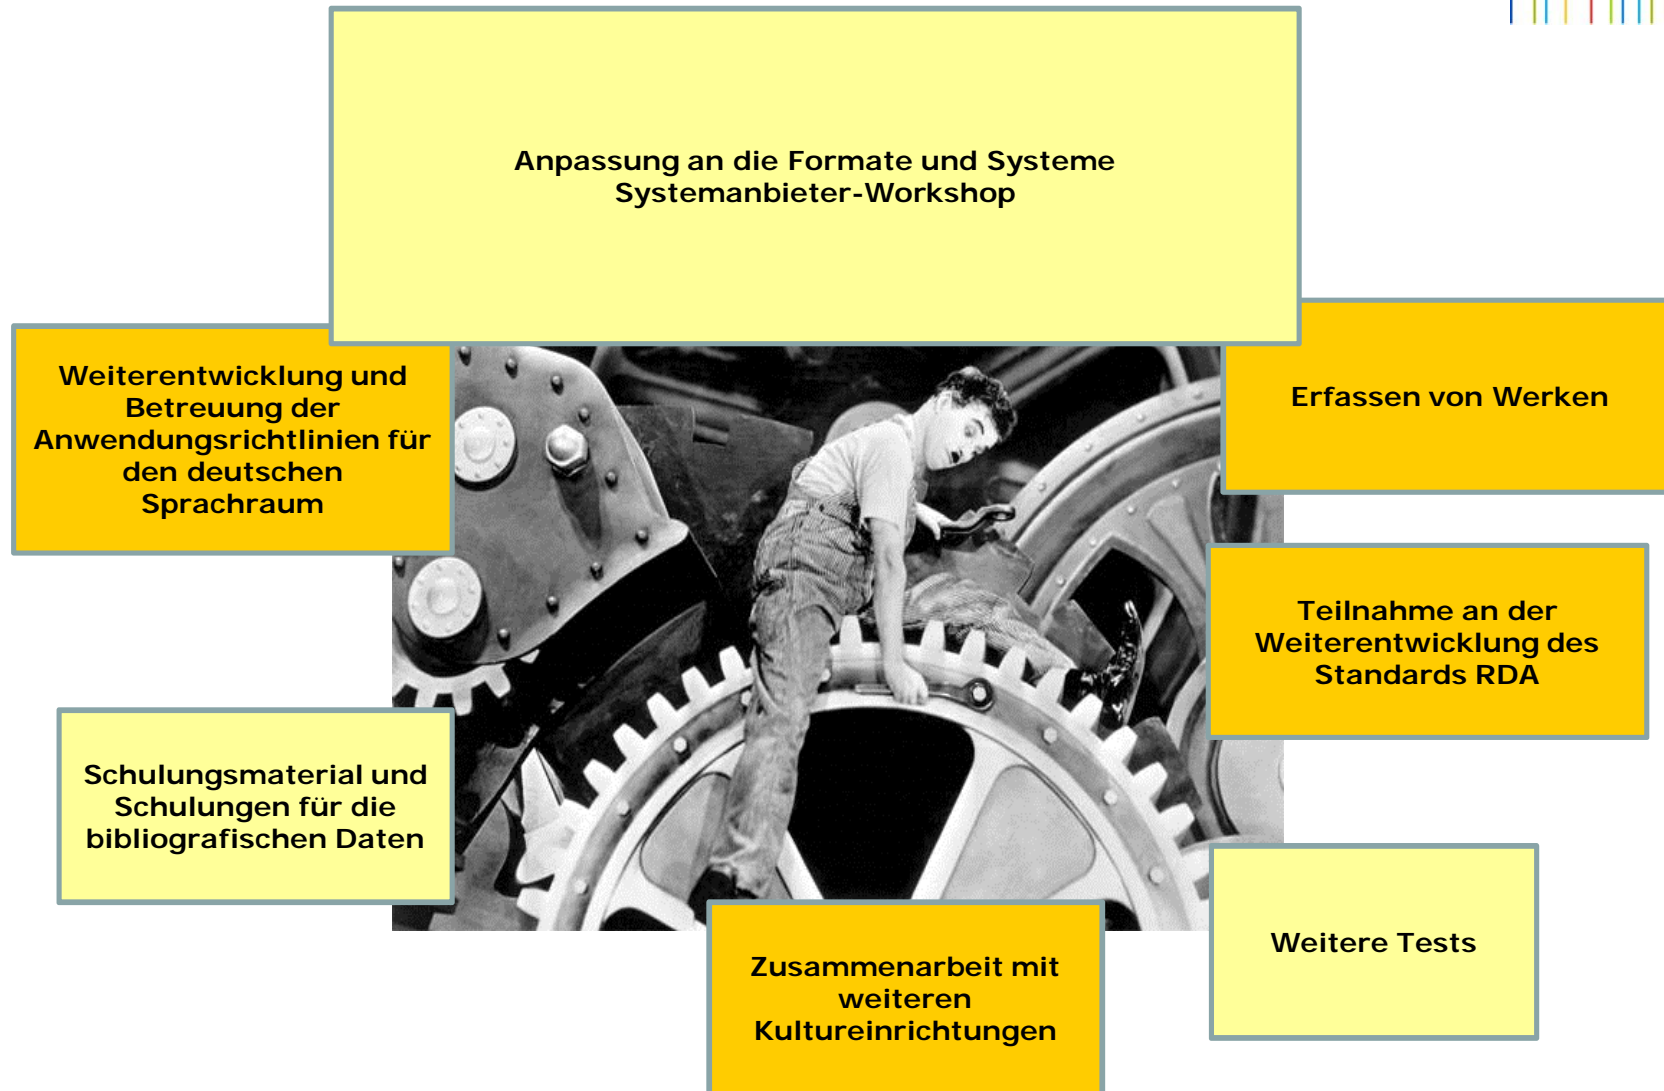 Anpassung an die Formate und Systeme
Systemanbieter-Workshop
Weiterentwicklung und
Betreuung der
Anwendungsrichtlinien für
den deutschen
Sprachraum
Erfassen von Werken
Teilnahme an der
Weiterentwicklung des
Standards RDA
Schulungsmaterial und
Schulungen für die
bibliografischen Daten
Weitere Tests
Zusammenarbeit mit
weiteren
Kultureinrichtungen